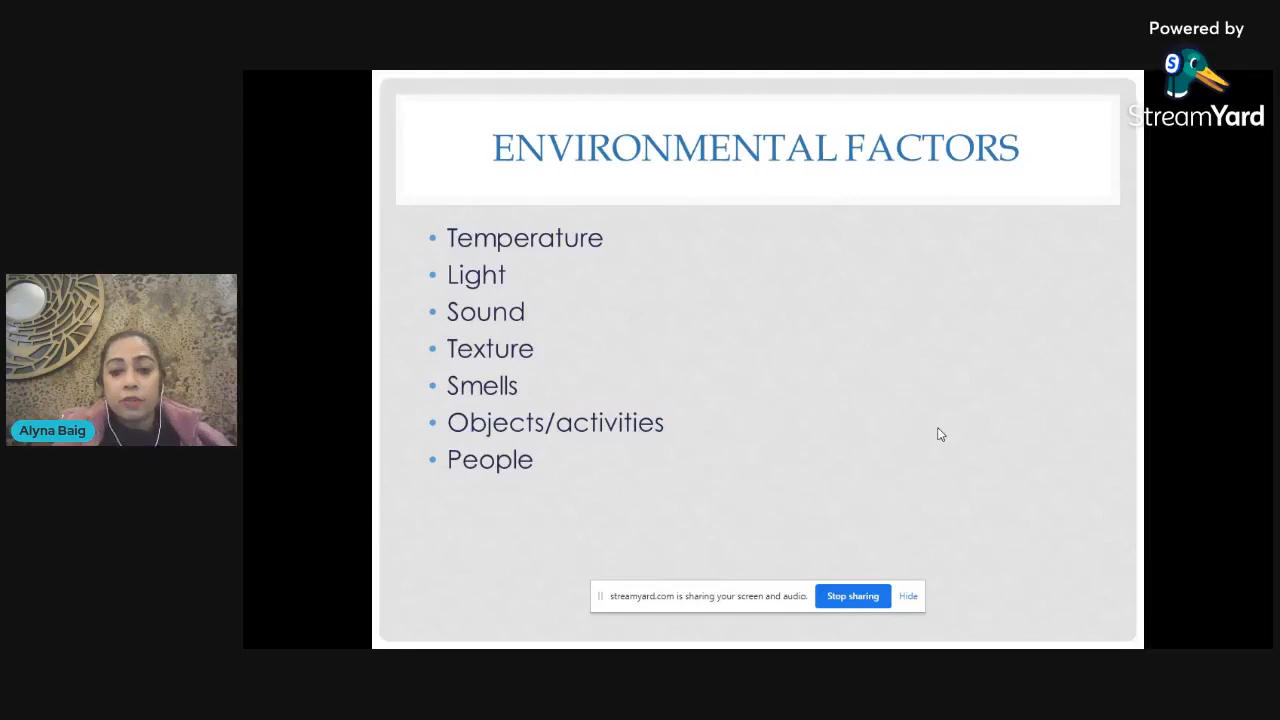 Powered by
StreamYard
ENVIRONMENTAL FACTORS
• Temperature
• Light
• Sound
• Texture
• Smells
• Objects/activities
• People
Alyna Baig
streamyard.com is sharing your screen and audio. Stop sharing Hide